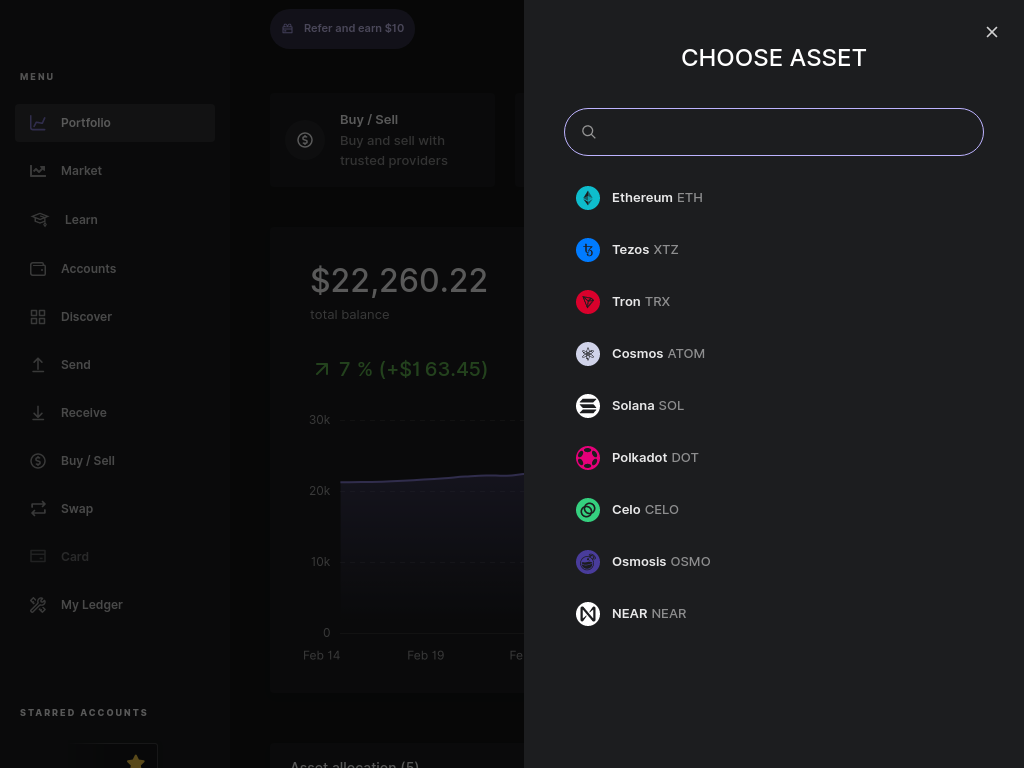 Refer and earn $10
MENU
Portfolio
Market
Learn
Accounts
Discover
Send
Receive
Buy / Sell
Swap
Card
My Ledger
STARRED ACCOUNTS
Buy / Sell
Buy and sell with
trusted providers
$22,260.22
total balance
7 % (+$1 63.45)
30k
20k
10k
0
Feb 14
Feb 19
Fe
Asset allocation (5)
CHOOSE ASSET
Ethereum ETH
Tezos XTZ
Tron TRX
Cosmos ATOM
Solana SOL
Polkadot DOT
Celo CELO
Osmosis OSMO
NEAR NEAR